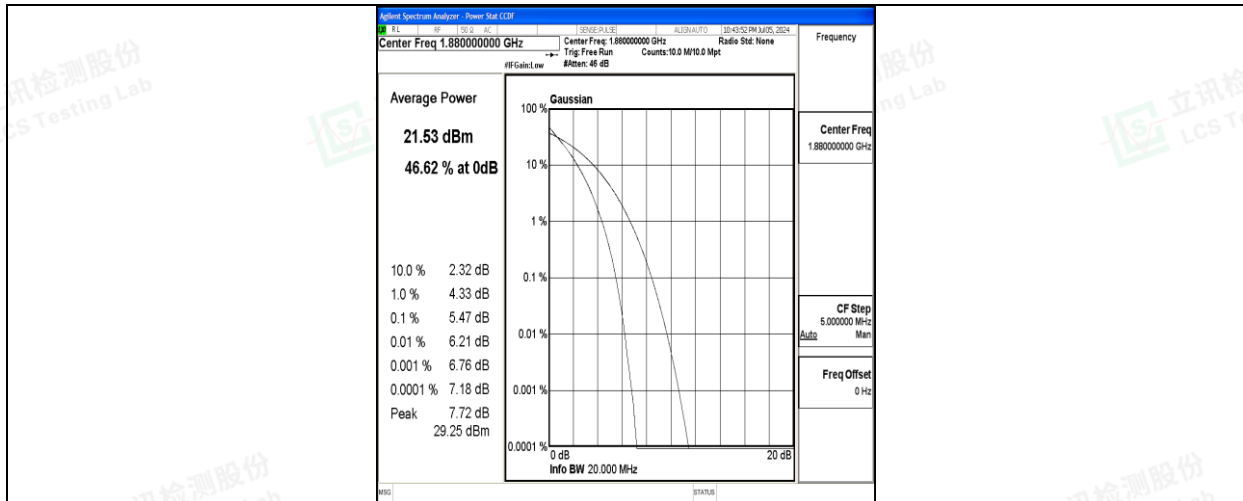 Agilent Spectrum Analyzer - Power Stat CCDF
RL RF 50 Ω AC SENSE:PULSE ALIGN AUTO 10:43:52 PM Jul 05, 2024
Center Freq 1.880000000 GHz
Center Freq: 1.880000000 GHz Radio Std: None
Trig: Free Run Counts:10.0 M/10.0 Mpt
#IFGain:Low #Atten: 46 dB
Frequency
Average Power
21.53 dBm
46.62 % at 0dB
10.0 % 2.32 dB
1.0 % 4.33 dB
0.1 % 5.47 dB
0.01 % 6.21 dB
0.001 % 6.76 dB
0.0001 % 7.18 dB
Peak 7.72 dB
29.25 dBm
Gaussian
100 %
10 %
1 %
0.1 %
0.01 %
0.001 %
0.0001 %
0 dB 20 dB
Info BW 20.000 MHz
Center Freq
1.880000000 GHz
CF Step
5.000000 MHz
Auto Man
Freq Offset
0 Hz
MSG STATUS
立讯检测股份
LCS Testing Lab